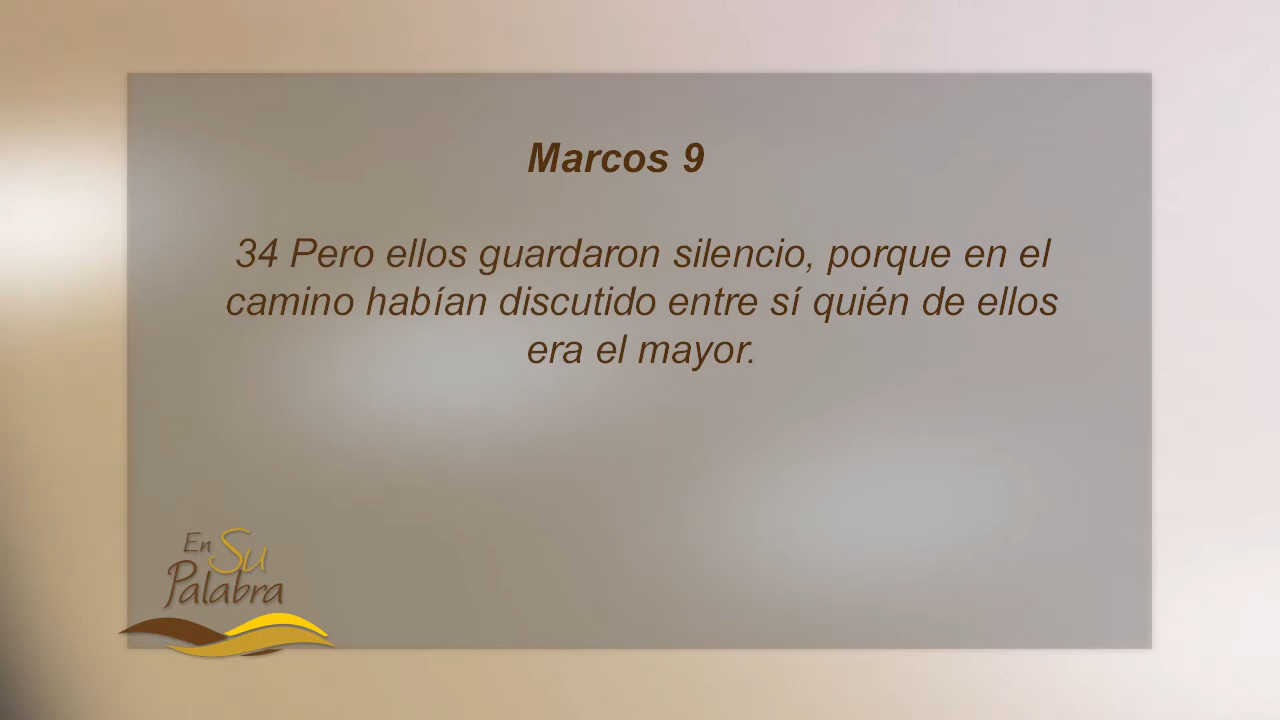 Marcos 9
34 Pero ellos guardaron silencio, porque en el
camino habían discutido entre sí quién de ellos
era el mayor.
En Su
Palabra